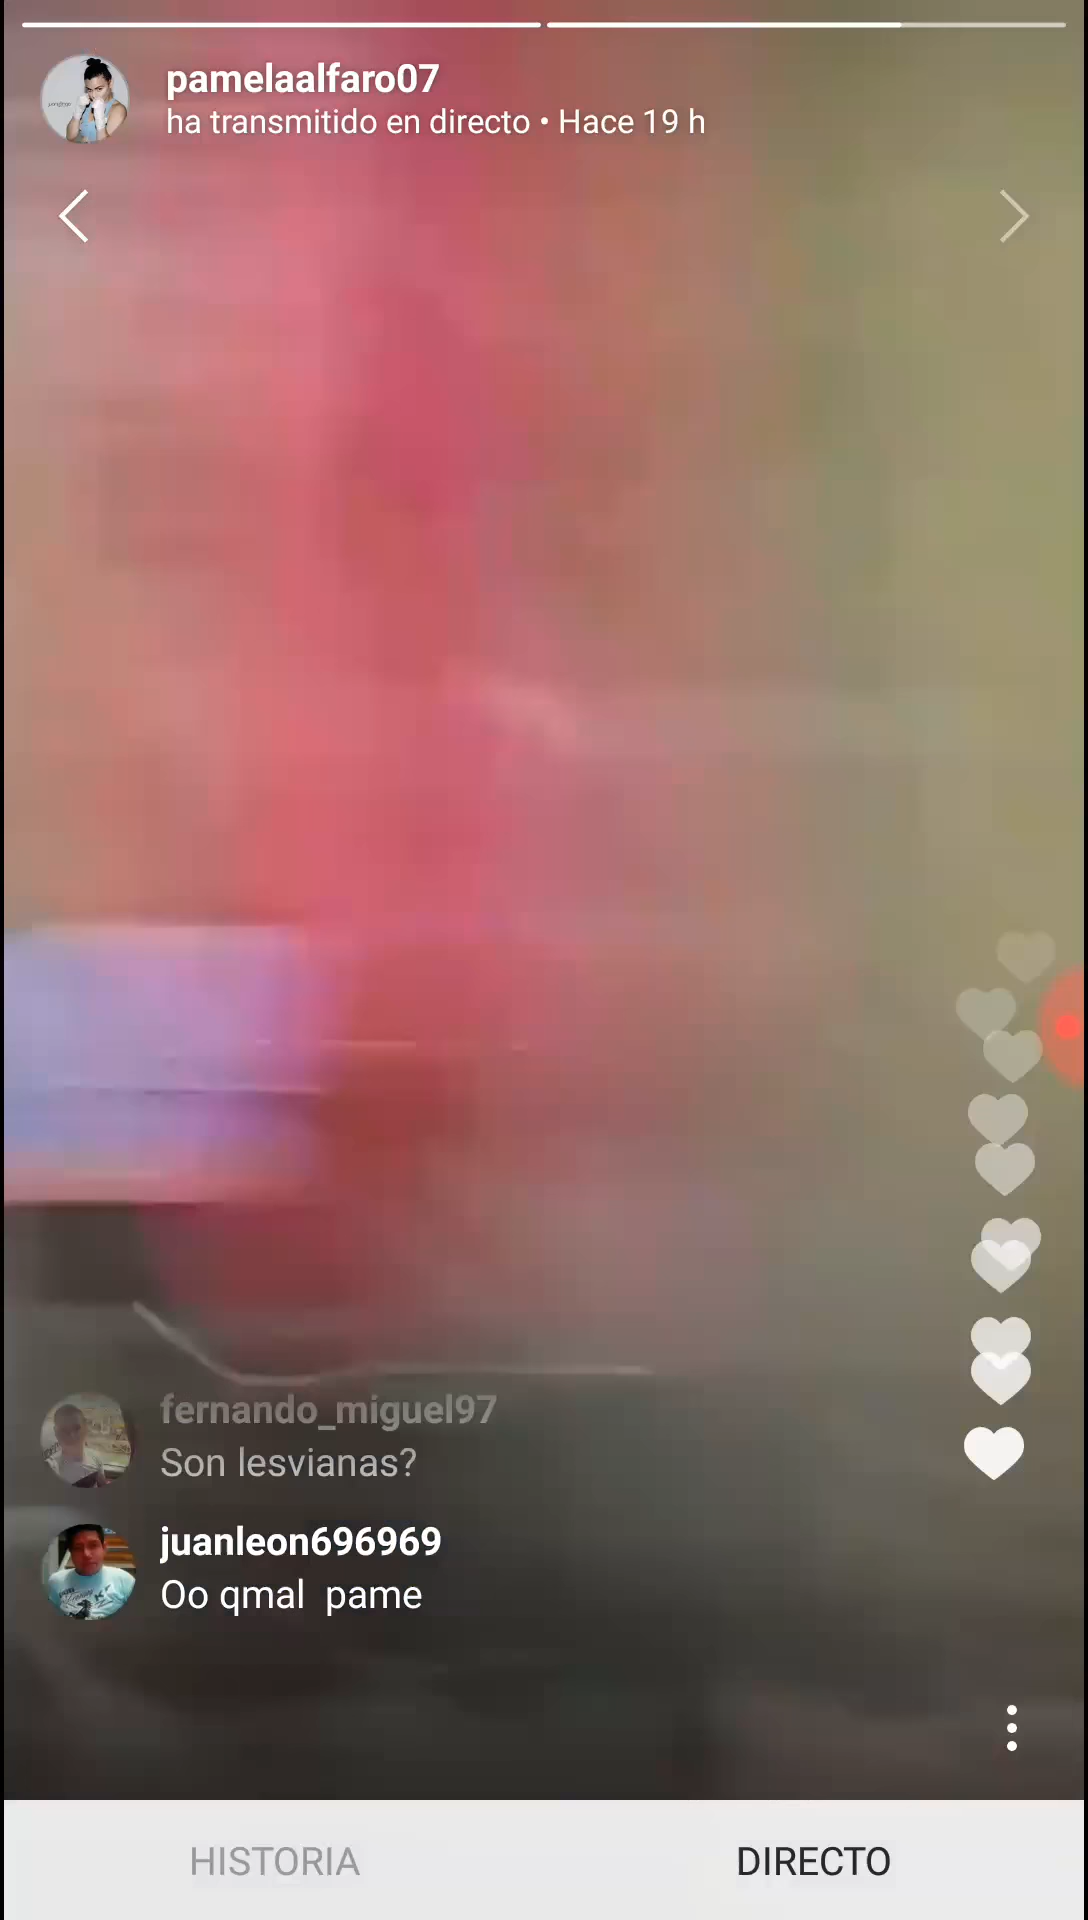 pamelaalfaro07
ha transmitido en directo • Hace 19 h
fernando_miguel97
Son lesvianas?
juanleon696969
Oo qmal  pame
HISTORIA
DIRECTO